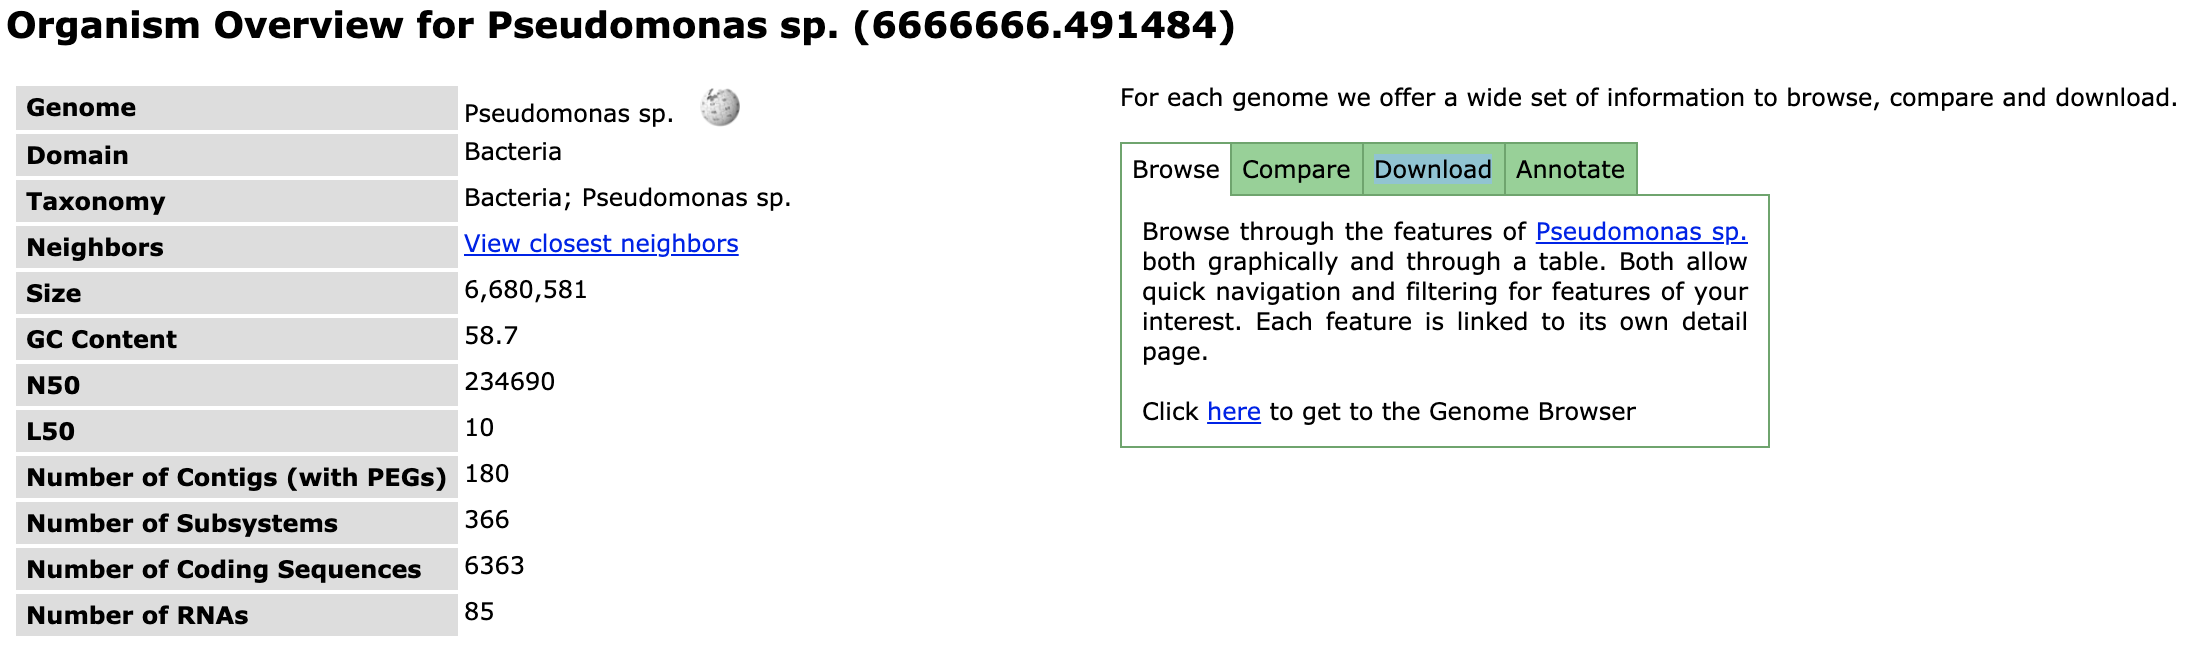 Organism Overview for Pseudomonas sp. (6666666.491484)
Genome Pseudomonas sp.
Domain Bacteria
Taxonomy Bacteria; Pseudomonas sp.
Neighbors View closest neighbors
Size 6,680,581
GC Content 58.7
N50 234690
L50 10
Number of Contigs (with PEGs) 180
Number of Subsystems 366
Number of Coding Sequences 6363
Number of RNAs 85
For each genome we offer a wide set of information to browse, compare and download.
Browse Compare Download Annotate
Browse through the features of Pseudomonas sp.
both graphically and through a table. Both allow
quick navigation and filtering for features of your
interest. Each feature is linked to its own detail
page.
Click here to get to the Genome Browser